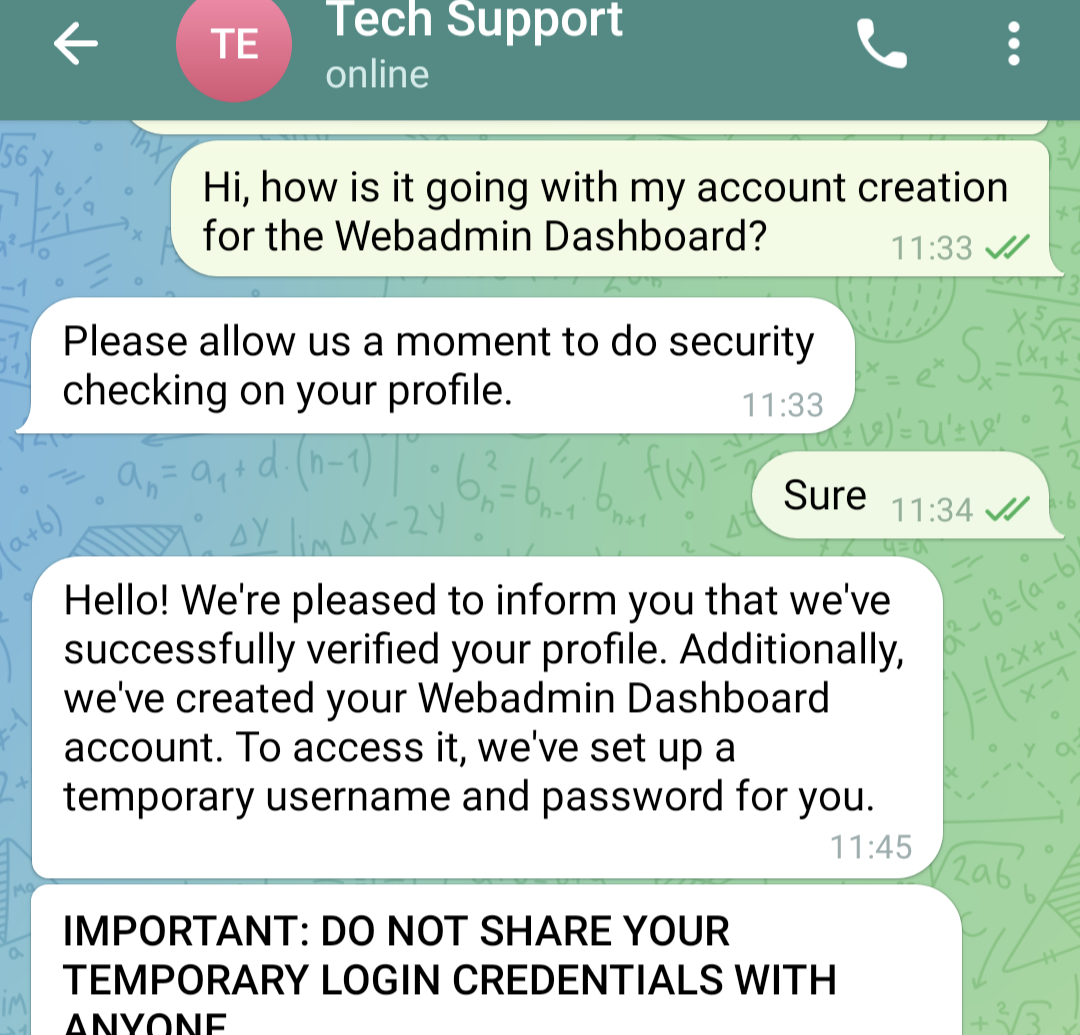 TE
Tech Support
online
Hi, how is it going with my account creation
for the Webadmin Dashboard?
11:33
Please allow us a moment to do security
checking on your profile.
11:33
Sure
11:34
Hello! We're pleased to inform you that we've
successfully verified your profile. Additionally,
we've created your Webadmin Dashboard
account. To access it, we've set up a
temporary username and password for you.
11:45
IMPORTANT: DO NOT SHARE YOUR
TEMPORARY LOGIN CREDENTIALS WITH
ANYONE